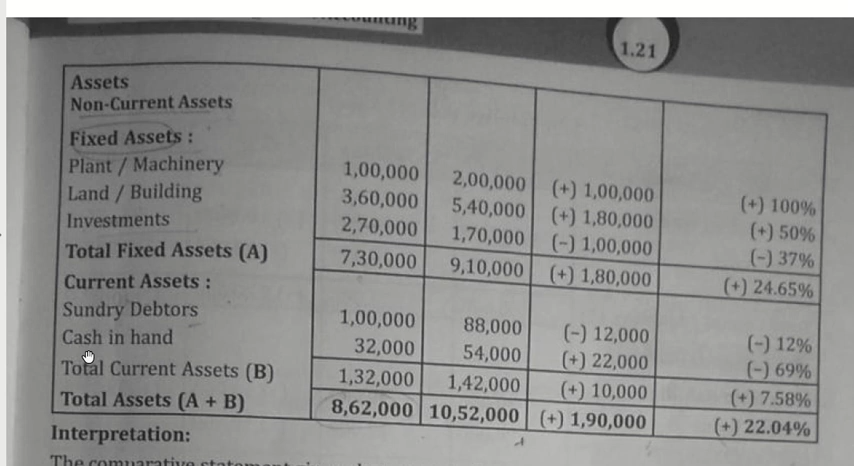 1.21
Assets
Non-Current Assets
Fixed Assets :
Plant / Machinery 1,00,000 2,00,000 (+) 1,00,000 (+) 100%
Land / Building 3,60,000 5,40,000 (+) 1,80,000 (+) 50%
Investments 2,70,000 1,70,000 (-) 1,00,000 (-) 37%
Total Fixed Assets (A) 7,30,000 9,10,000 (+) 1,80,000 (+) 24.65%
Current Assets :
Sundry Debtors 1,00,000 88,000 (-) 12,000 (-) 12%
Cash in hand 32,000 54,000 (+) 22,000 (-) 69%
Total Current Assets (B) 1,32,000 1,42,000 (+) 10,000 (+) 7.58%
Total Assets (A + B) 8,62,000 10,52,000 (+) 1,90,000 (+) 22.04%
Interpretation:
The comparative statement